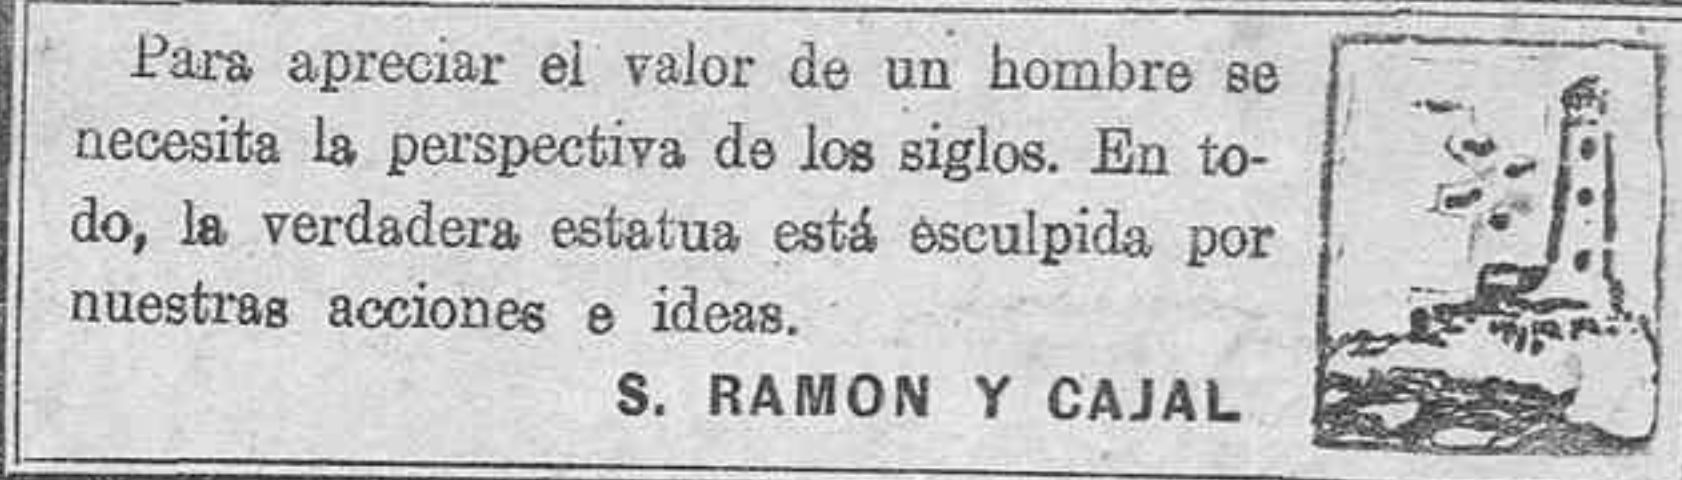 Para apreciar el valor de un hombre se
necesita la perspectiva de los siglos. En to-
do, la verdadera estatua está esculpida por
nuestras acciones e ideas.
S. RAMON Y CAJAL